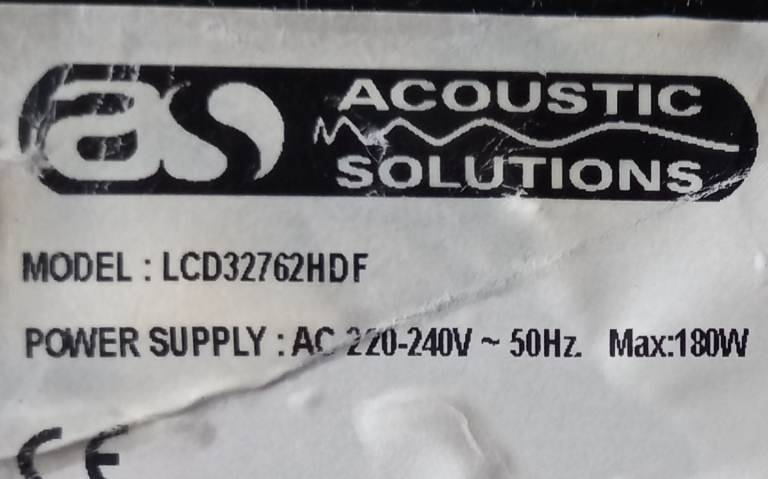 as ACOUSTIC
SOLUTIONS
MODEL : LCD32762HDF
POWER SUPPLY : AC 220-240V ~ 50Hz. Max:180W
CE